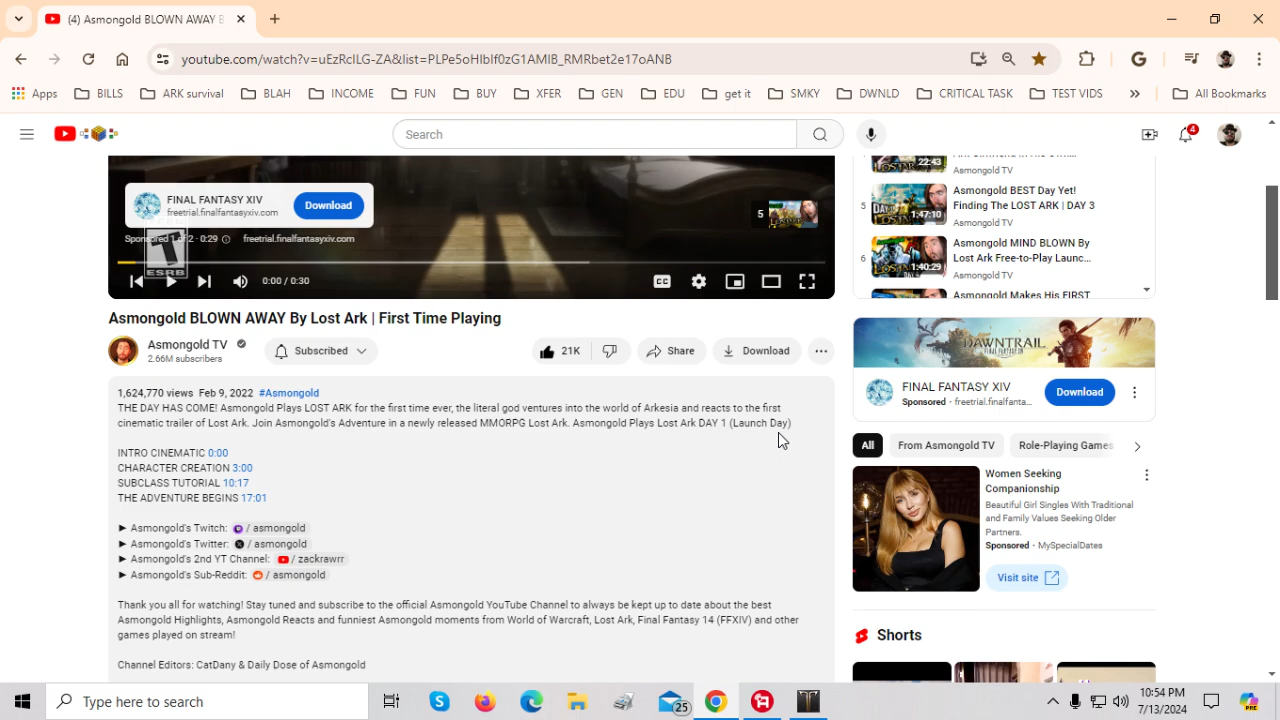 (4) Asmongold BLOWN AWAY B
youtube.com/watch?v=uEzRcILG-ZA&list=PLPe5oHIbIf0zG1AMIB_RMRbet2e17oANB
Apps BILLS ARK survival BLAH INCOME FUN BUY XFER GEN EDU get it SMKY DWNLD CRITICAL TASK TEST VIDS » All Bookmarks
Search
4
FINAL FANTASY XIV
freetrial.finalfantasyxiv.com
Download
5
Sponsored 1 of 2 · 0:29 freetrial.finalfantasyxiv.com
ESRB
0:00 / 0:30
CC
Asmongold BLOWN AWAY By Lost Ark | First Time Playing
Asmongold TV
2.66M subscribers
Subscribed
21K
Share
Download
1,624,770 views Feb 9, 2022 #Asmongold
THE DAY HAS COME! Asmongold Plays LOST ARK for the first time ever, the literal god ventures into the world of Arkesia and reacts to the first
cinematic trailer of Lost Ark. Join Asmongold's Adventure in a newly released MMORPG Lost Ark. Asmongold Plays Lost Ark DAY 1 (Launch Day)
INTRO CINEMATIC 0:00
CHARACTER CREATION 3:00
SUBCLASS TUTORIAL 10:17
THE ADVENTURE BEGINS 17:01
► Asmongold's Twitch: / asmongold
► Asmongold's Twitter: / asmongold
► Asmongold's 2nd YT Channel: / zackrawrr
► Asmongold's Sub-Reddit: / asmongold
Thank you all for watching! Stay tuned and subscribe to the official Asmongold YouTube Channel to always be kept up to date about the best
Asmongold Highlights, Asmongold Reacts and funniest Asmongold moments from World of Warcraft, Lost Ark, Final Fantasy 14 (FFXIV) and other
games played on stream!
Channel Editors: CatDany & Daily Dose of Asmongold
22:43
Asmongold TV
5
1:47:10
Asmongold BEST Day Yet!
Finding The LOST ARK | DAY 3
Asmongold TV
6
1:40:29
Asmongold MIND BLOWN By
Lost Ark Free-to-Play Launc...
Asmongold TV
Asmongold Makes His FIRST
DAWNTRAIL
FINAL FANTASY XIV
Sponsored · freetrial.finalfanta...
Download
All From Asmongold TV Role-Playing Games
Women Seeking
Companionship
Beautiful Girl Singles With Traditional
and Family Values Seeking Older
Partners.
Sponsored · MySpecialDates
Visit site
Shorts
Type here to search
25
10:54 PM
7/13/2024